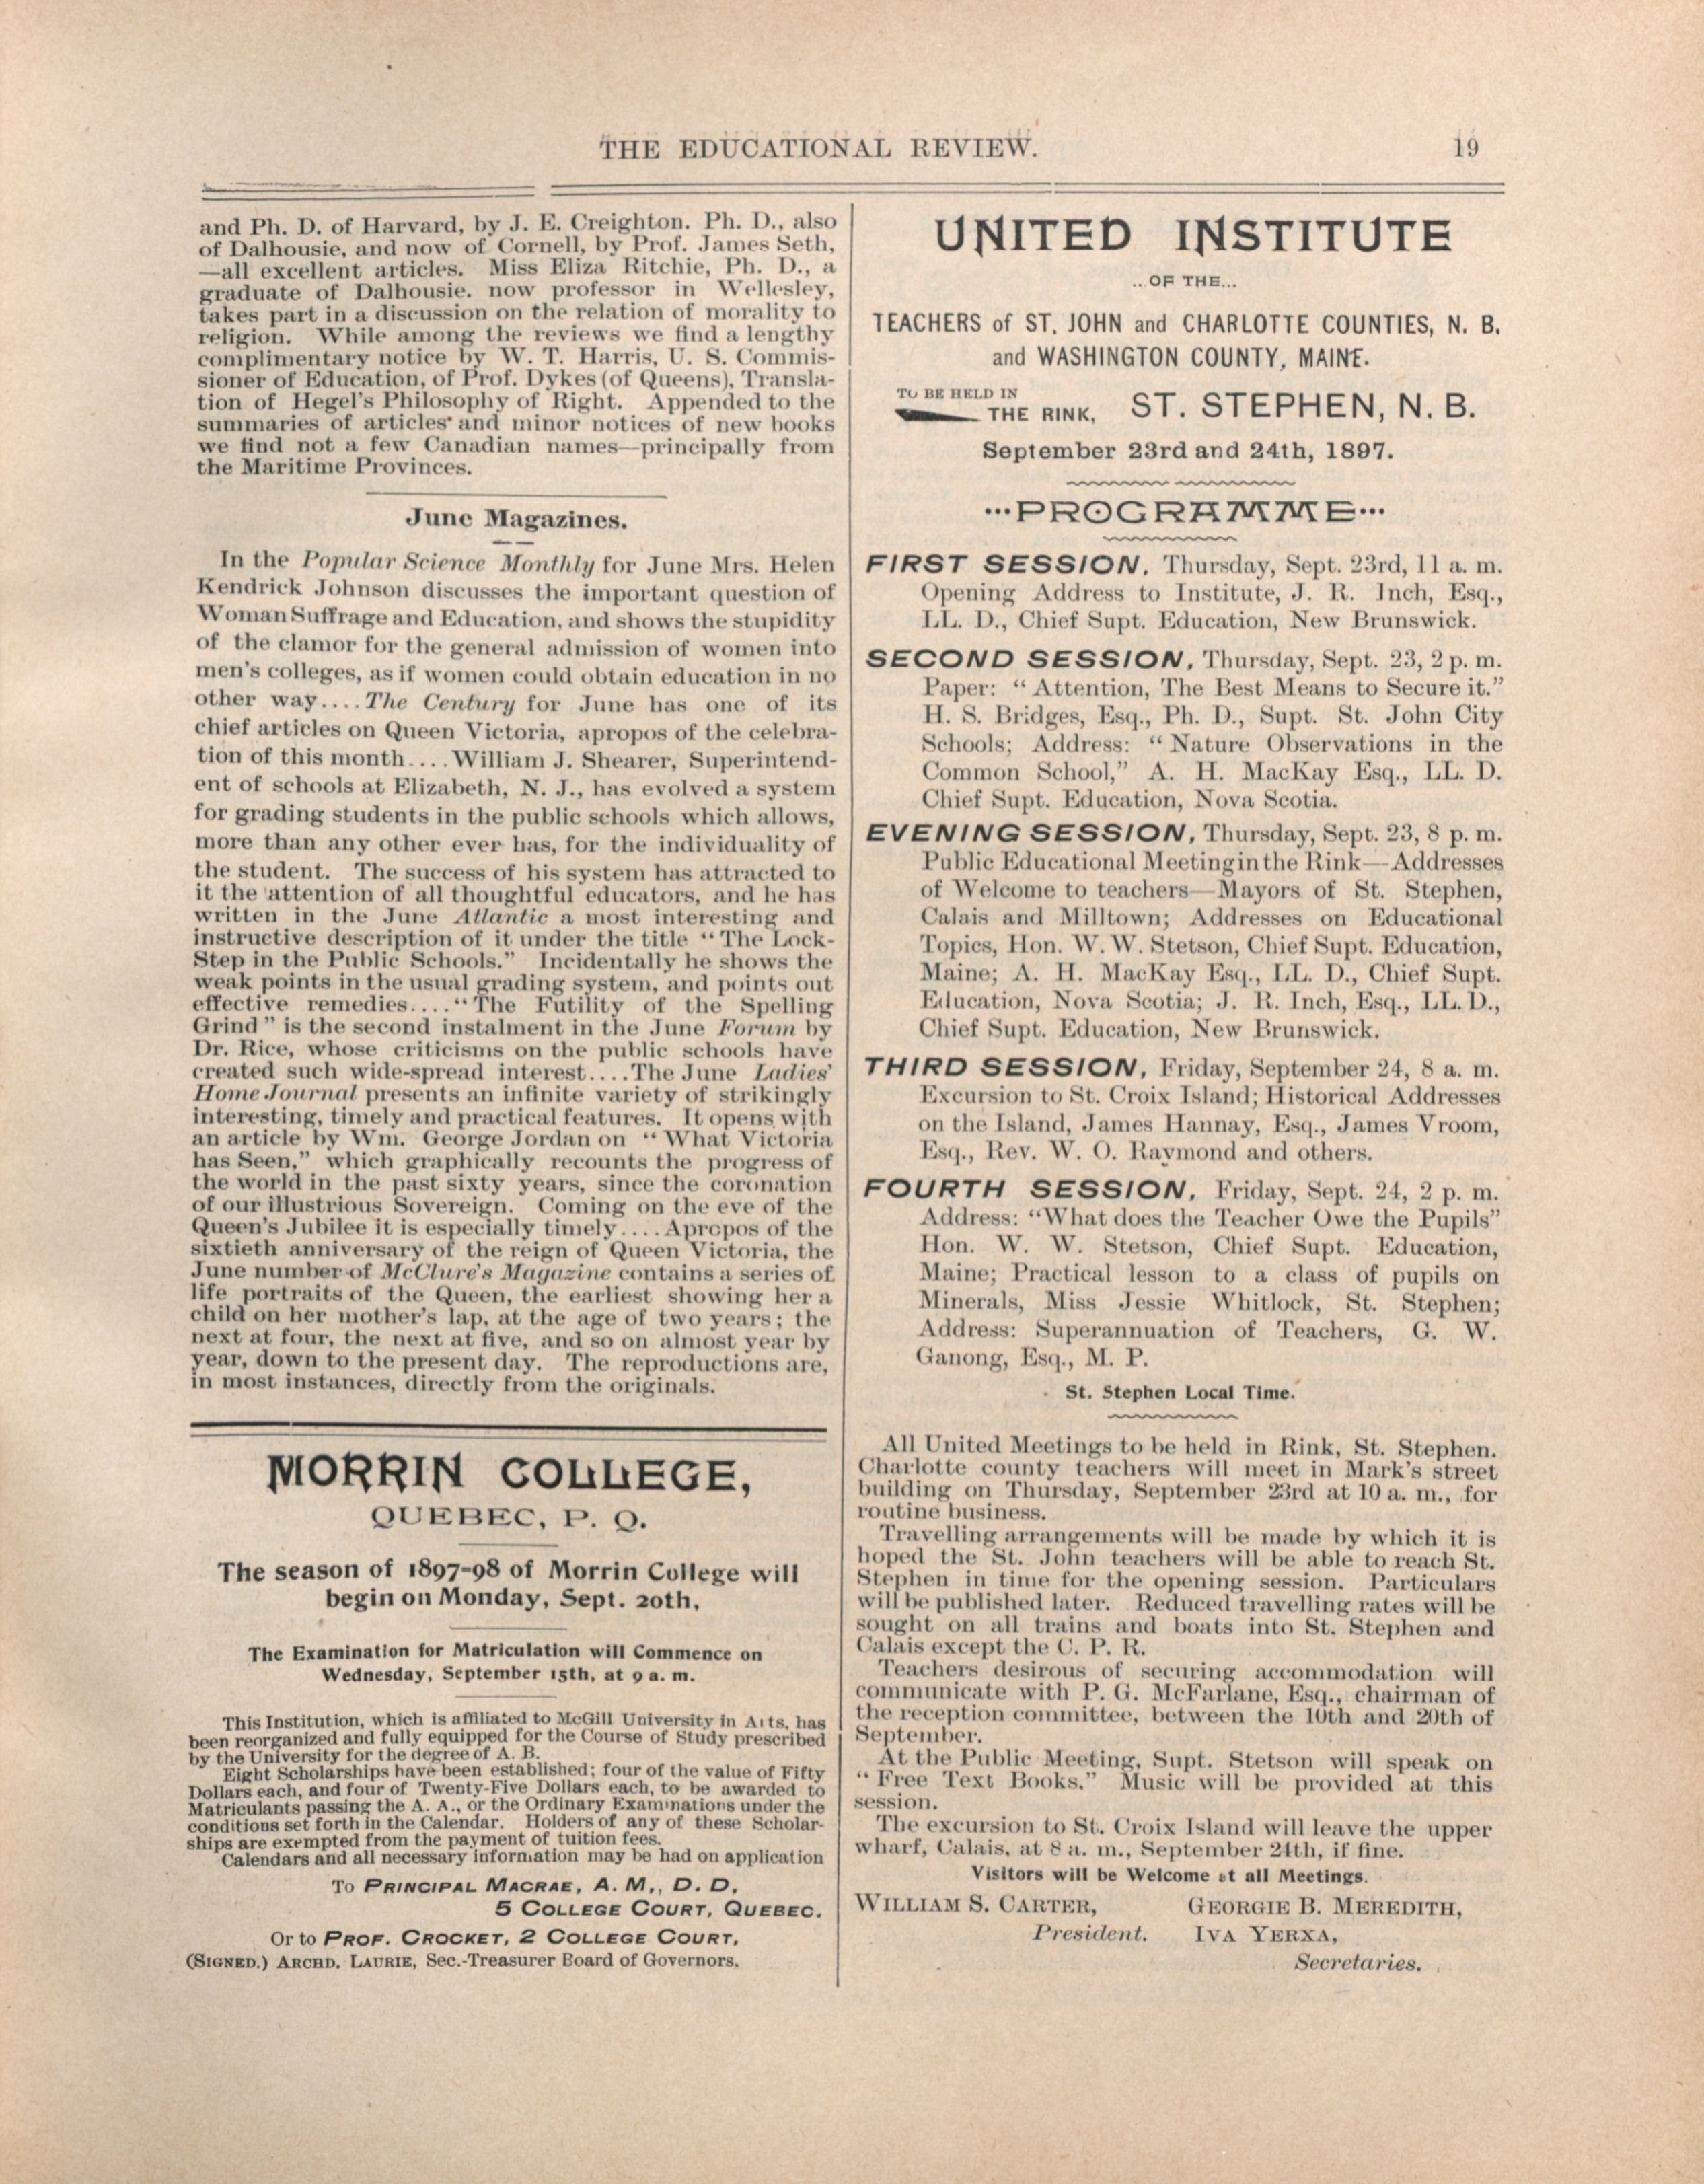 THE EDUCATIONAL REVIEW. 19
and Ph. D. of Harvard, by J. E. Creighton. Ph. D., also
of Dalhousie, and now of Cornell, by Prof. James Seth,
—all excellent articles. Miss Eliza Ritchie, Ph. D., a
graduate of Dalhousie. now professor in Wellesley,
takes part in a discussion on the relation of morality to
religion. While among the reviews we find a lengthy
complimentary notice by W. T. Harris, U. S. Commis-
sioner of Education, of Prof. Dykes (of Queens), Transla-
tion of Hegel's Philosophy of Right. Appended to the
summaries of articles and minor notices of new books
we find not a few Canadian names—principally from
the Maritime Provinces.
June Magazines.
In the Popular Science Monthly for June Mrs. Helen
Kendrick Johnson discusses the important question of
Woman Suffrage and Education, and shows the stupidity
of the clamor for the general admission of women into
men's colleges, as if women could obtain education in no
other way.... The Century for June has one of its
chief articles on Queen Victoria, apropos of the celebra-
tion of this month.... William J. Shearer, Superintend-
ent of schools at Elizabeth, N. J., has evolved a system
for grading students in the public schools which allows,
more than any other ever has, for the individuality of
the student. The success of his system has attracted to
it the attention of all thoughtful educators, and he has
written in the June Atlantic a most interesting and
instructive description of it under the title "The Lock-
Step in the Public Schools." Incidentally he shows the
weak points in the usual grading system, and points out
effective remedies.... "The Futility of the Spelling
Grind" is the second instalment in the June Forum by
Dr. Rice, whose criticisms on the public schools have
created such wide-spread interest.... The June Ladies'
Home Journal presents an infinite variety of strikingly
interesting, timely and practical features. It opens with
an article by Wm. George Jordan on "What Victoria
has Seen," which graphically recounts the progress of
the world in the past sixty years, since the coronation
of our illustrious Sovereign. Coming on the eve of the
Queen's Jubilee it is especially timely.... Apropos of the
sixtieth anniversary of the reign of Queen Victoria, the
June number of McClure's Magazine contains a series of
life portraits of the Queen, the earliest showing her a
child on her mother's lap, at the age of two years; the
next at four, the next at five, and so on almost year by
year, down to the present day. The reproductions are,
in most instances, directly from the originals.
MORRIN COLLEGE,
QUEBEC, P. Q.
The season of 1897-98 of Morrin College will
begin on Monday, Sept. 20th,
The Examination for Matriculation will Commence on
Wednesday, September 15th, at 9 a. m.
This Institution, which is affiliated to McGill University in Arts, has
been reorganized and fully equipped for the Course of Study prescribed
by the University for the degree of A. B.
Eight Scholarships have been established; four of the value of Fifty
Dollars each, and four of Twenty-Five Dollars each, to be awarded to
Matriculants passing the A. A., or the Ordinary Examinations under the
conditions set forth in the Calendar. Holders of any of these Scholar-
ships are exempted from the payment of tuition fees.
Calendars and all necessary information may be had on application
To PRINCIPAL MACRAE, A. M., D. D.
5 COLLEGE COURT, QUEBEC.
Or to PROF. CROCKET, 2 COLLEGE COURT,
(SIGNED.) ARCHD. LAURIE, Sec.-Treasurer Board of Governors.
UNITED INSTITUTE
...OF THE...
TEACHERS of ST. JOHN and CHARLOTTE COUNTIES, N. B.
and WASHINGTON COUNTY, MAINE.
TO BE HELD IN
THE RINK, ST. STEPHEN, N. B.
September 23rd and 24th, 1897.
...PROGRAMME...
FIRST SESSION. Thursday, Sept. 23rd, 11 a. m.
Opening Address to Institute, J. R. Inch, Esq.,
LL. D., Chief Supt. Education, New Brunswick.
SECOND SESSION, Thursday, Sept. 23, 2 p. m.
Paper: "Attention, The Best Means to Secure it."
H. S. Bridges, Esq., Ph. D., Supt. St. John City
Schools; Address: "Nature Observations in the
Common School," A. H. MacKay Esq., LL. D.
Chief Supt. Education, Nova Scotia.
EVENING SESSION, Thursday, Sept. 23, 8 p. m.
Public Educational Meeting in the Rink—Addresses
of Welcome to teachers—Mayors of St. Stephen,
Calais and Milltown; Addresses on Educational
Topics, Hon. W. W. Stetson, Chief Supt. Education,
Maine; A. H. MacKay Esq., LL. D., Chief Supt.
Education, Nova Scotia; J. R. Inch, Esq., LL. D.,
Chief Supt. Education, New Brunswick.
THIRD SESSION, Friday, September 24, 8 a. m.
Excursion to St. Croix Island; Historical Addresses
on the Island, James Hannay, Esq., James Vroom,
Esq., Rev. W. O. Raymond and others.
FOURTH SESSION, Friday, Sept. 24, 2 p. m.
Address: "What does the Teacher Owe the Pupils"
Hon. W. W. Stetson, Chief Supt. Education,
Maine; Practical lesson to a class of pupils on
Minerals, Miss Jessie Whitlock, St. Stephen;
Address: Superannuation of Teachers, G. W.
Ganong, Esq., M. P.
St. Stephen Local Time.
All United Meetings to be held in Rink, St. Stephen.
Charlotte county teachers will meet in Mark's street
building on Thursday, September 23rd at 10 a. m., for
routine business.
Travelling arrangements will be made by which it is
hoped the St. John teachers will be able to reach St.
Stephen in time for the opening session. Particulars
will be published later. Reduced travelling rates will be
sought on all trains and boats into St. Stephen and
Calais except the C. P. R.
Teachers desirous of securing accommodation will
communicate with P. G. McFarlane, Esq., chairman of
the reception committee, between the 10th and 20th of
September.
At the Public Meeting, Supt. Stetson will speak on
"Free Text Books." Music will be provided at this
session.
The excursion to St. Croix Island will leave the upper
wharf, Calais, at 8 a. m., September 24th, if fine.
Visitors will be Welcome at all Meetings.
WILLIAM S. CARTER, GEORGIE B. MEREDITH,
President. IVA YERXA,
Secretaries.